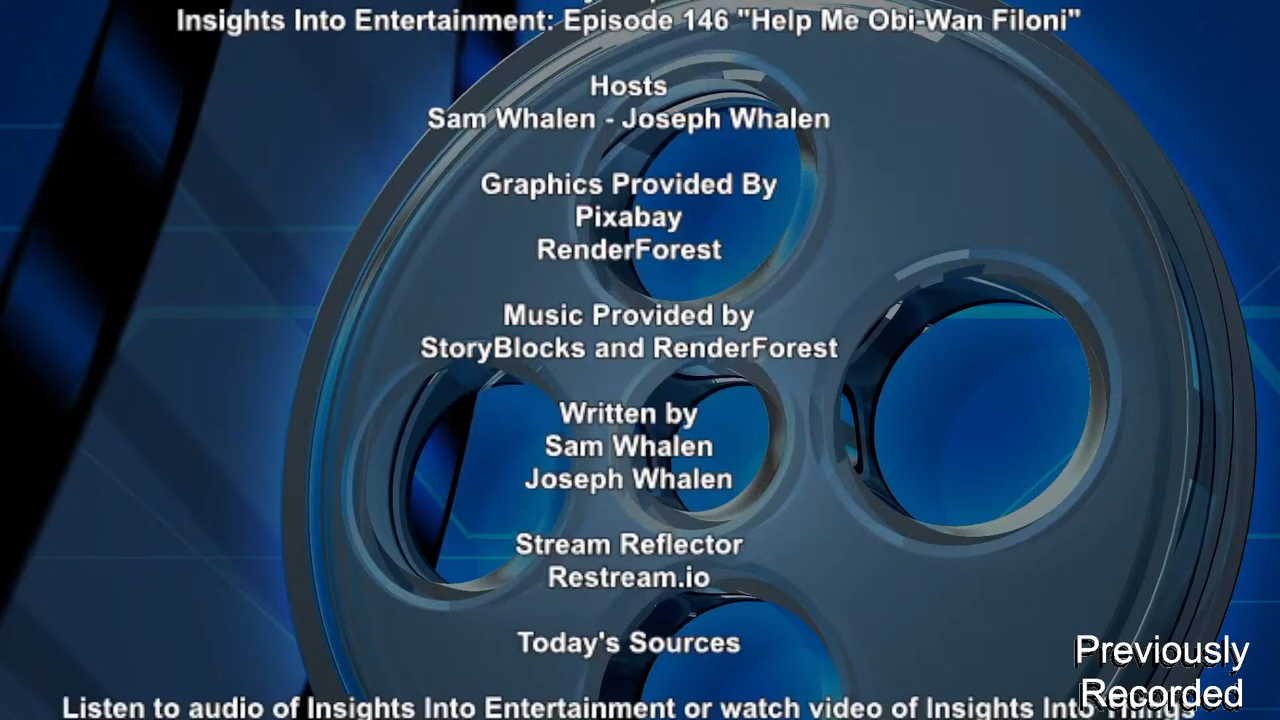 Insights Into Entertainment: Episode 146 "Help Me Obi-Wan Filoni"
Hosts
Sam Whalen - Joseph Whalen
Graphics Provided By
Pixabay
RenderForest
Music Provided by
StoryBlocks and RenderForest
Written by
Sam Whalen
Joseph Whalen
Stream Reflector
Restream.io
Today's Sources
Listen to audio of Insights Into Entertainment or watch video of Insights Into Things
Previously
Recorded